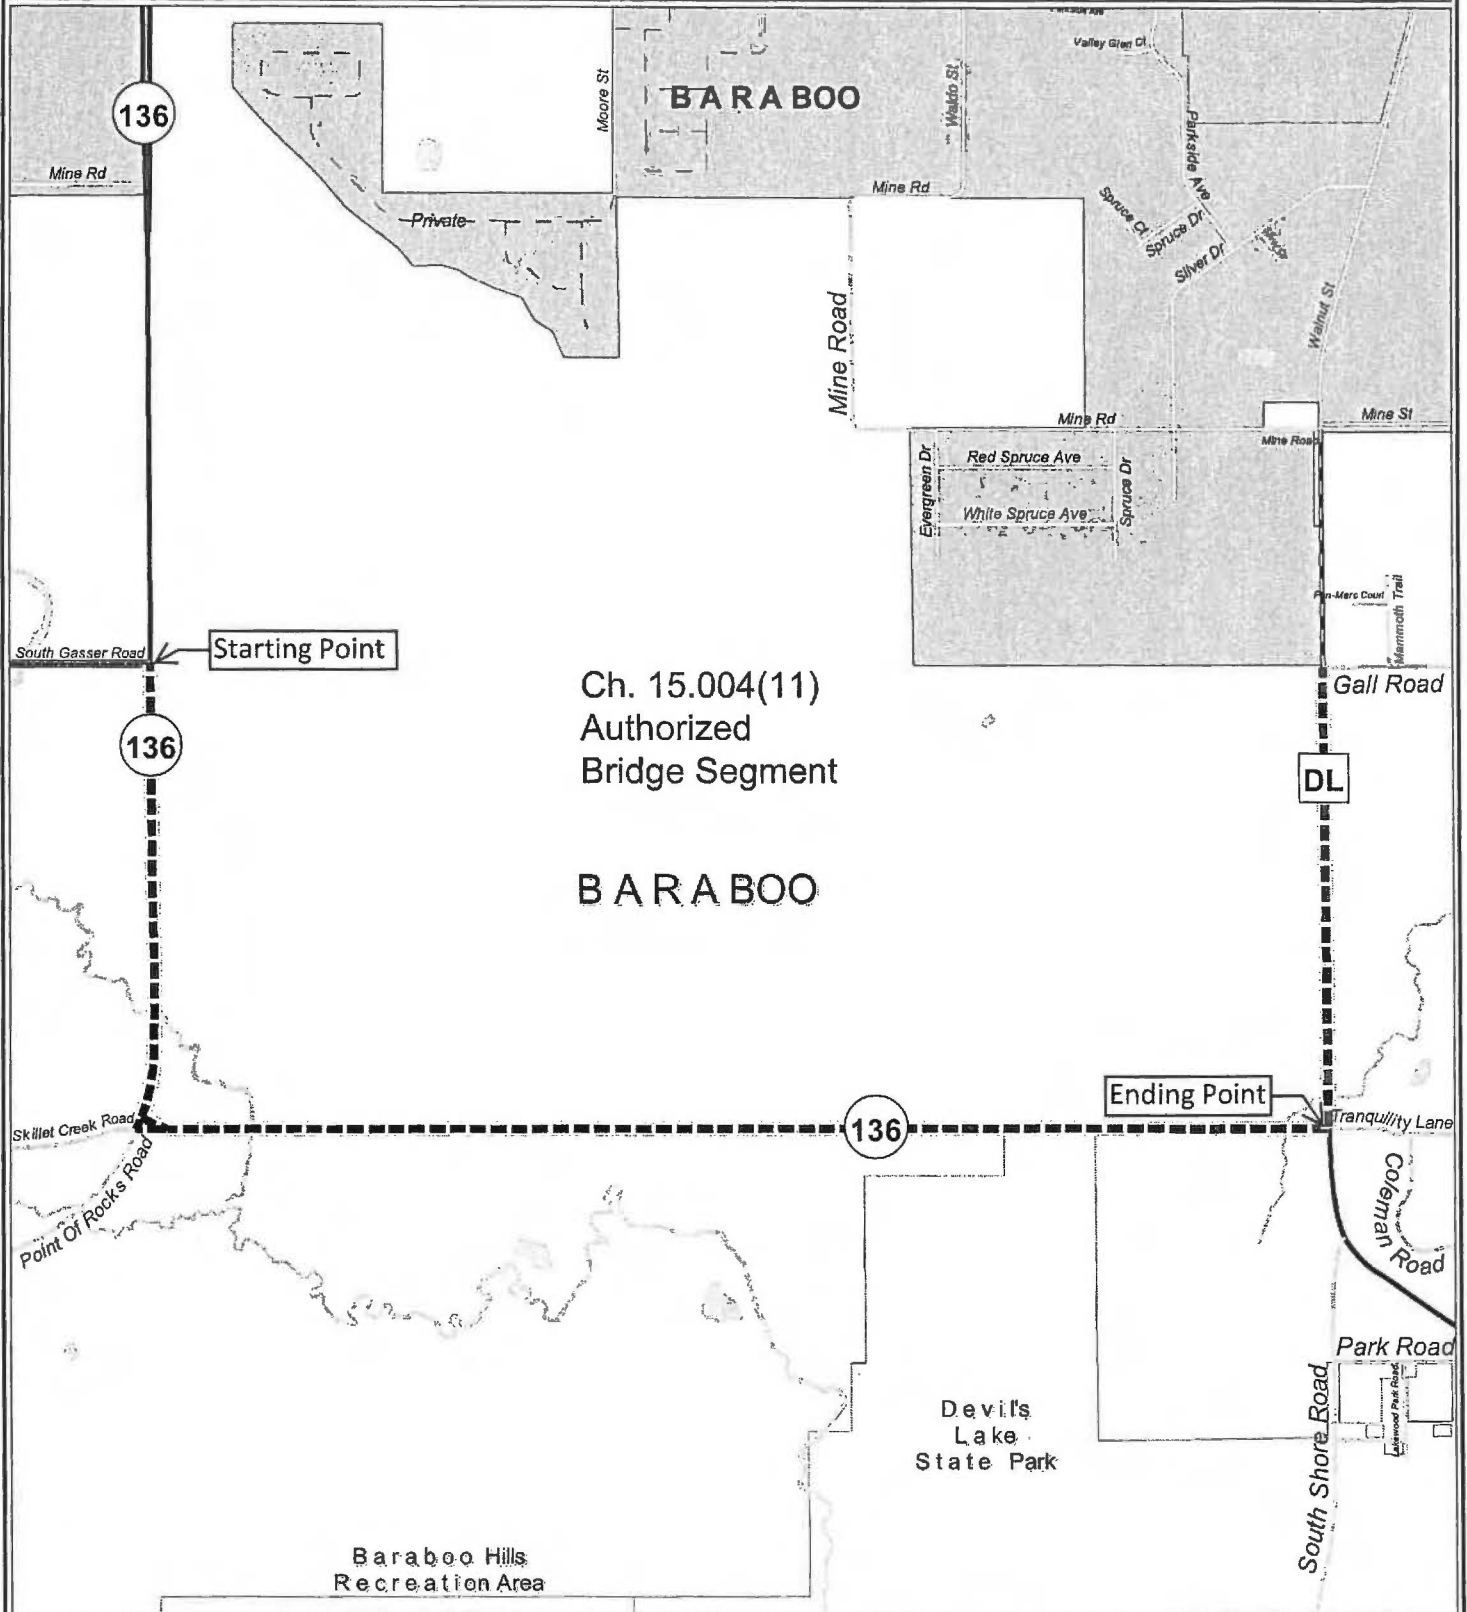 Valley Glen Ct
136
Moore St
BARABOO
Waldo St
Parkside Ave
Mine Rd
Mine Rd
Private
Spruce Ct
Spruce Dr
Silver Dr
Walnut St
Mine Road
Mine Rd
Mine St
Mine Road
Evergreen Dr
Red Spruce Ave
Spruce Dr
White Spruce Ave
Mammoth Trail
South Gasser Road
Starting Point
Gall Road
Ch. 15.004(11)
Authorized
Bridge Segment
136
DL
BARABOO
Ending Point
Skillet Creek Road
136
Tranquility Lane
Point Of Rocks Road
Coleman Road
Park Road
Lakewood Park Road
South Shore Road
Devil's
Lake
State Park
Baraboo Hills
Recreation Area